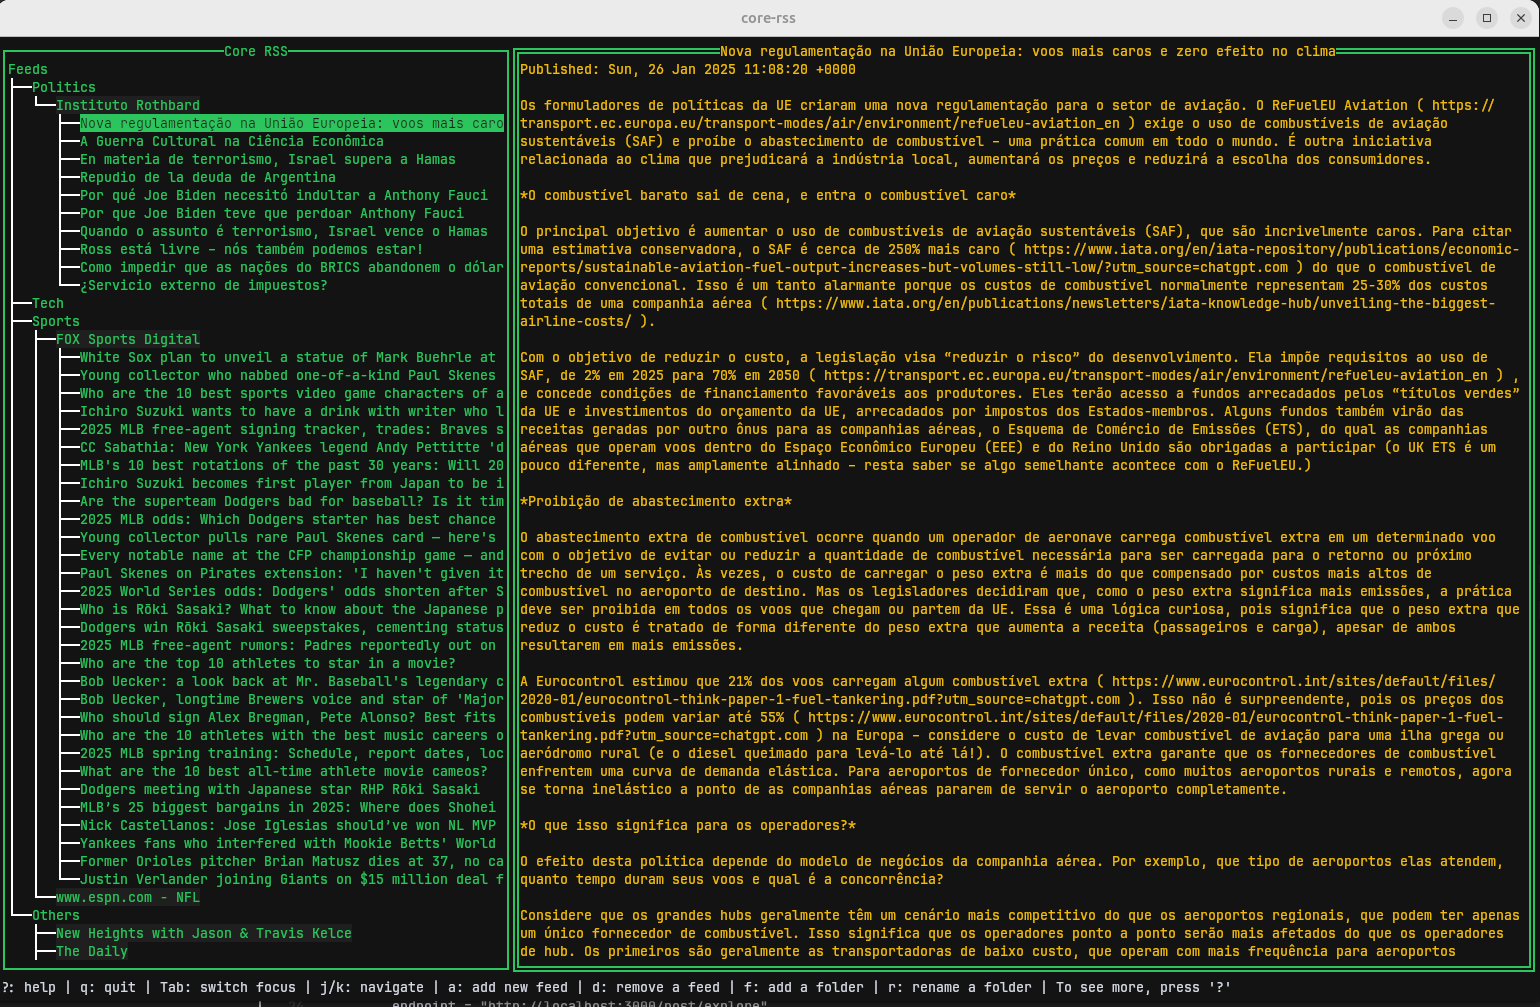 core-rss
Core RSS
Feeds
Politics
Instituto Rothbard
Nova regulamentação na União Europeia: voos mais caro
A Guerra Cultural na Ciência Econômica
En materia de terrorismo, Israel supera a Hamas
Repudio de la deuda de Argentina
Por qué Joe Biden necesitó indultar a Anthony Fauci
Por que Joe Biden teve que perdoar Anthony Fauci
Quando o assunto é terrorismo, Israel vence o Hamas
Ross está livre – nós também podemos estar!
Como impedir que as nações do BRICS abandonem o dólar
¿Servicio externo de impuestos?
Tech
Sports
FOX Sports Digital
White Sox plan to unveil a statue of Mark Buehrle at
Young collector who nabbed one-of-a-kind Paul Skenes
Who are the 10 best sports video game characters of a
Ichiro Suzuki wants to have a drink with writer who l
2025 MLB free-agent signing tracker, trades: Braves s
CC Sabathia: New York Yankees legend Andy Pettitte 'd
MLB's 10 best rotations of the past 30 years: Will 20
Ichiro Suzuki becomes first player from Japan to be i
Are the superteam Dodgers bad for baseball? Is it tim
2025 MLB odds: Which Dodgers starter has best chance
Young collector pulls rare Paul Skenes card — here's
Every notable name at the CFP championship game — and
Paul Skenes on Pirates extension: 'I haven't given it
2025 World Series odds: Dodgers' odds shorten after S
Who is Rōki Sasaki? What to know about the Japanese p
Dodgers win Rōki Sasaki sweepstakes, cementing status
2025 MLB free-agent rumors: Padres reportedly out on
Who are the top 10 athletes to star in a movie?
Bob Uecker: a look back at Mr. Baseball's legendary c
Bob Uecker, longtime Brewers voice and star of 'Major
Who should sign Alex Bregman, Pete Alonso? Best fits
Who are the 10 athletes with the best music careers o
2025 MLB spring training: Schedule, report dates, loc
What are the 10 best all-time athlete movie cameos?
Dodgers meeting with Japanese star RHP Rōki Sasaki
MLB’s 25 biggest bargains in 2025: Where does Shohei
Nick Castellanos: Jose Iglesias should've won NL MVP
Yankees fans who interfered with Mookie Betts' World
Former Orioles pitcher Brian Matusz dies at 37, no ca
Justin Verlander joining Giants on $15 million deal f
www.espn.com - NFL
Others
New Heights with Jason & Travis Kelce
The Daily
Nova regulamentação na União Europeia: voos mais caros e zero efeito no clima
Published: Sun, 26 Jan 2025 11:08:20 +0000
Os formuladores de políticas da UE criaram uma nova regulamentação para o setor de aviação. O ReFuelEU Aviation ( https://
transport.ec.europa.eu/transport-modes/air/environment/refueleu-aviation_en ) exige o uso de combustíveis de aviação
sustentáveis (SAF) e proíbe o abastecimento de combustível – uma prática comum em todo o mundo. É outra iniciativa
relacionada ao clima que prejudicará a indústria local, aumentará os preços e reduzirá a escolha dos consumidores.
*O combustível barato sai de cena, e entra o combustível caro*
O principal objetivo é aumentar o uso de combustíveis de aviação sustentáveis (SAF), que são incrivelmente caros. Para citar
uma estimativa conservadora, o SAF é cerca de 250% mais caro ( https://www.iata.org/en/iata-repository/publications/economic-
reports/sustainable-aviation-fuel-output-increases-but-volumes-still-low/?utm_source=chatgpt.com ) do que o combustível de
aviação convencional. Isso é um tanto alarmante porque os custos de combustível normalmente representam 25-30% dos custos
totais de uma companhia aérea ( https://www.iata.org/en/publications/newsletters/iata-knowledge-hub/unveiling-the-biggest-
airline-costs/ ).
Com o objetivo de reduzir o custo, a legislação visa “reduzir o risco” do desenvolvimento. Ela impõe requisitos ao uso de
SAF, de 2% em 2025 para 70% em 2050 ( https://transport.ec.europa.eu/transport-modes/air/environment/refueleu-aviation_en ) ,
e concede condições de financiamento favoráveis aos produtores. Eles terão acesso a fundos arrecadados pelos “títulos verdes”
da UE e investimentos do orçamento da UE, arrecadados por impostos dos Estados-membros. Alguns fundos também virão das
receitas geradas por outro ônus para as companhias aéreas, o Esquema de Comércio de Emissões (ETS), do qual as companhias
aéreas que operam voos dentro do Espaço Econômico Europeu (EEE) e do Reino Unido são obrigadas a participar (o UK ETS é um
pouco diferente, mas amplamente alinhado – resta saber se algo semelhante acontece com o ReFuelEU.)
*Proibição de abastecimento extra*
O abastecimento extra de combustível ocorre quando um operador de aeronave carrega combustível extra em um determinado voo
com o objetivo de evitar ou reduzir a quantidade de combustível necessária para ser carregada para o retorno ou próximo
trecho de um serviço. Às vezes, o custo de carregar o peso extra é mais do que compensado por custos mais altos de
combustível no aeroporto de destino. Mas os legisladores decidiram que, como o peso extra significa mais emissões, a prática
deve ser proibida em todos os voos que chegam ou partem da UE. Essa é uma lógica curiosa, pois significa que o peso extra que
reduz o custo é tratado de forma diferente do peso extra que aumenta a receita (passageiros e carga), apesar de ambos
resultarem em mais emissões.
A Eurocontrol estimou que 21% dos voos carregam algum combustível extra ( https://www.eurocontrol.int/sites/default/files/
2020-01/eurocontrol-think-paper-1-fuel-tankering.pdf?utm_source=chatgpt.com ). Isso não é surpreendente, pois os preços dos
combustíveis podem variar até 55% ( https://www.eurocontrol.int/sites/default/files/2020-01/eurocontrol-think-paper-1-fuel-
tankering.pdf?utm_source=chatgpt.com ) na Europa – considere o custo de levar combustível de aviação para uma ilha grega ou
aeródromo rural (e o diesel queimado para levá-lo até lá!). O combustível extra garante que os fornecedores de combustível
enfrentem uma curva de demanda elástica. Para aeroportos de fornecedor único, como muitos aeroportos rurais e remotos, agora
se torna inelástico a ponto de as companhias aéreas pararem de servir o aeroporto completamente.
*O que isso significa para os operadores?*
O efeito desta política depende do modelo de negócios da companhia aérea. Por exemplo, que tipo de aeroportos elas atendem,
quanto tempo duram seus voos e qual é a concorrência?
Considere que os grandes hubs geralmente têm um cenário mais competitivo do que os aeroportos regionais, que podem ter apenas
um único fornecedor de combustível. Isso significa que os operadores ponto a ponto serão mais afetados do que os operadores
de hub. Os primeiros são geralmente as transportadoras de baixo custo, que operam com mais frequência para aeroportos
?: help | q: quit | Tab: switch focus | j/k: navigate | a: add new feed | d: remove a feed | f: add a folder | r: rename a folder | To see more, press '?'
26 endpoint = "http://localhost:3000/post/explore"